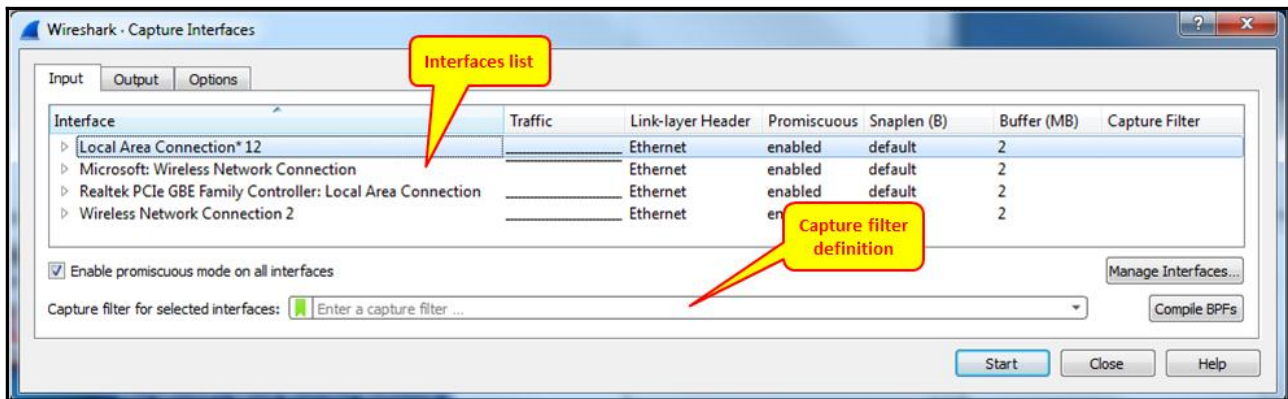 Wireshark · Capture Interfaces
Interfaces list
Input Output Options
Interface Traffic Link-layer Header Promiscuous Snaplen (B) Buffer (MB) Capture Filter
Local Area Connection* 12 Ethernet enabled default 2
Microsoft: Wireless Network Connection Ethernet enabled default 2
Realtek PCIe GBE Family Controller: Local Area Connection Ethernet enabled default 2
Wireless Network Connection 2 Ethernet default 2
Capture filter
definition
Enable promiscuous mode on all interfaces Manage Interfaces...
Capture filter for selected interfaces: Enter a capture filter ... Compile BPFs
Start Close Help